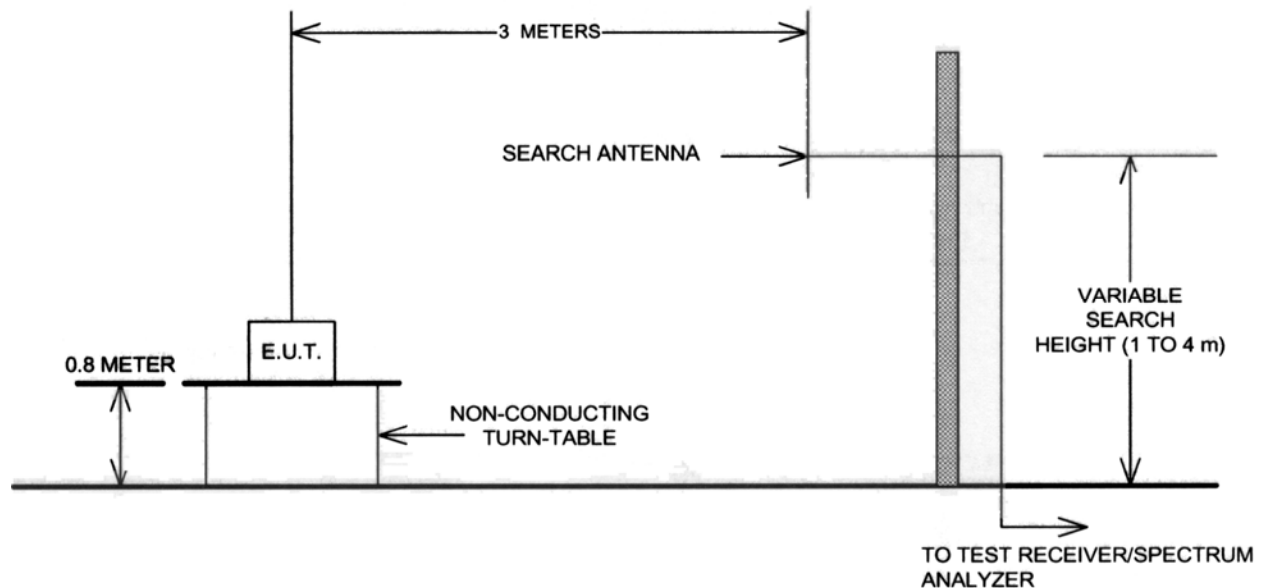 3 METERS
SEARCH ANTENNA
E.U.T.
0.8 METER
NON-CONDUCTING
TURN-TABLE
VARIABLE
SEARCH
HEIGHT (1 TO 4 m)
TO TEST RECEIVER/SPECTRUM
ANALYZER